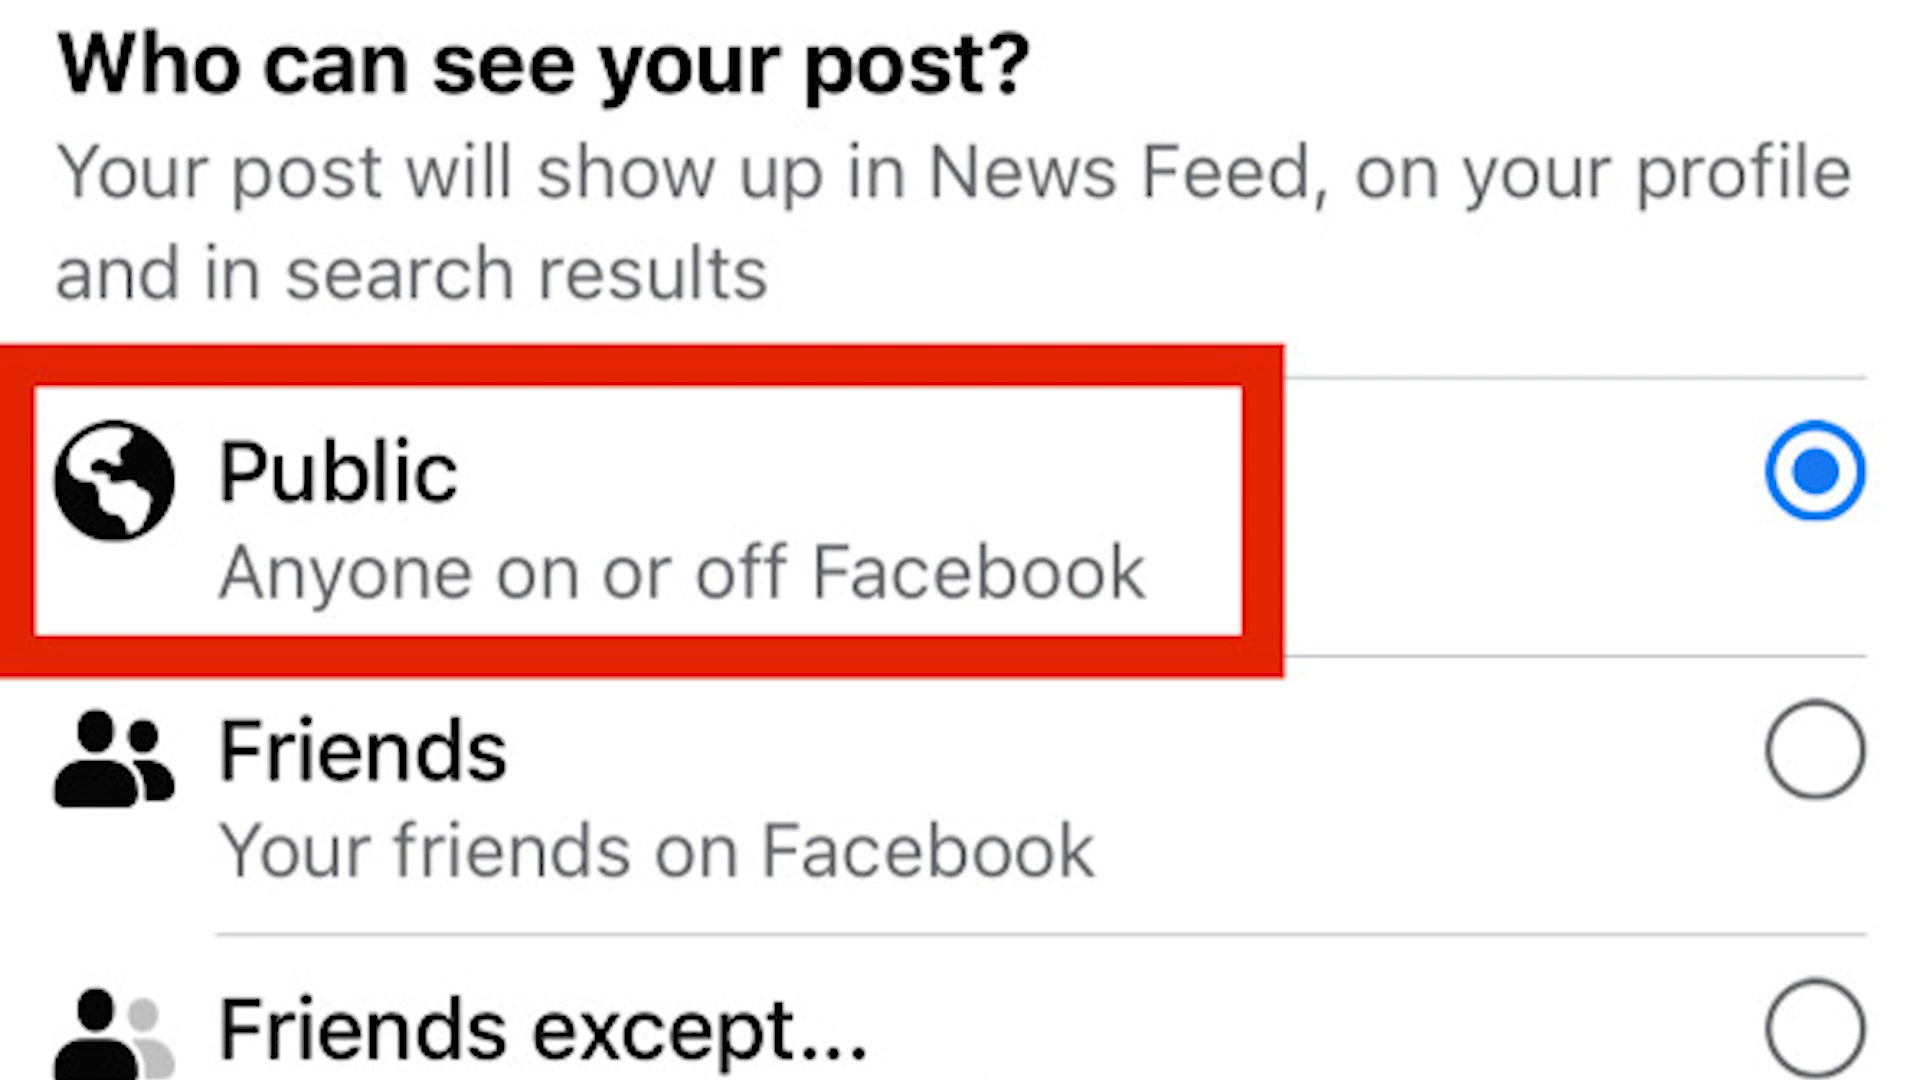 Who can see your post?
Your post will show up in News Feed, on your profile
and in search results
Public
Anyone on or off Facebook
Friends
Your friends on Facebook
Friends except...